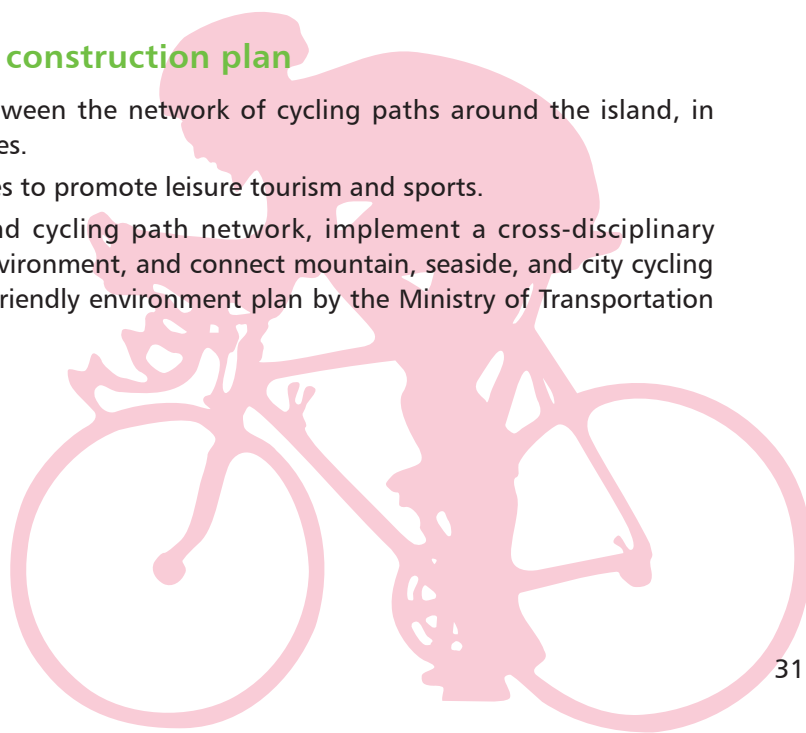 construction plan
ween the network of cycling paths around the island, in
es.
es to promote leisure tourism and sports.
nd cycling path network, implement a cross-disciplinary
vironment, and connect mountain, seaside, and city cycling
riendly environment plan by the Ministry of Transportation
31